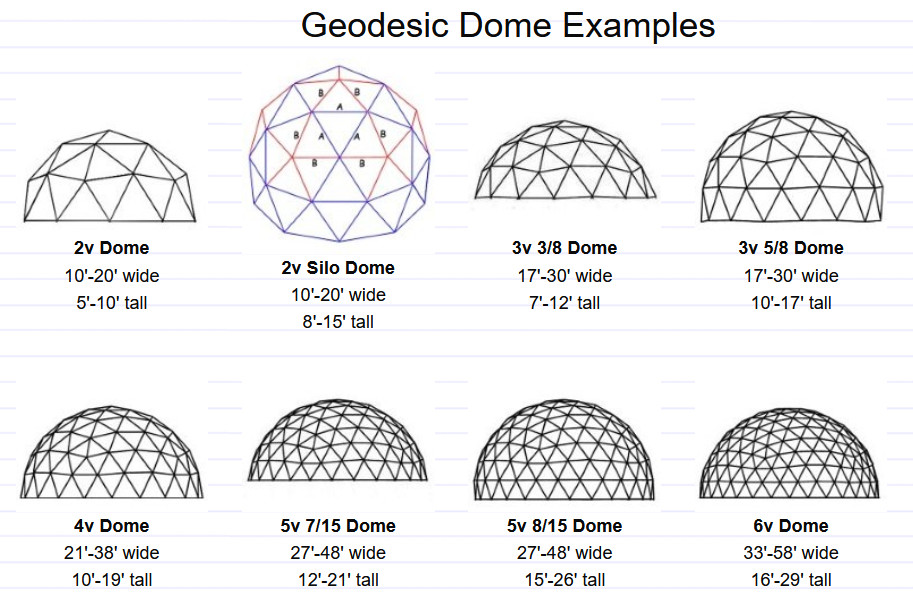 Geodesic Dome Examples
B B
A
B A A B
B B
2v Dome
10'-20' wide
5'-10' tall
2v Silo Dome
10'-20' wide
8'-15' tall
3v 3/8 Dome
17'-30' wide
7'-12' tall
3v 5/8 Dome
17'-30' wide
10'-17' tall
4v Dome
21'-38' wide
10'-19' tall
5v 7/15 Dome
27'-48' wide
12'-21' tall
5v 8/15 Dome
27'-48' wide
15'-26' tall
6v Dome
33'-58' wide
16'-29' tall